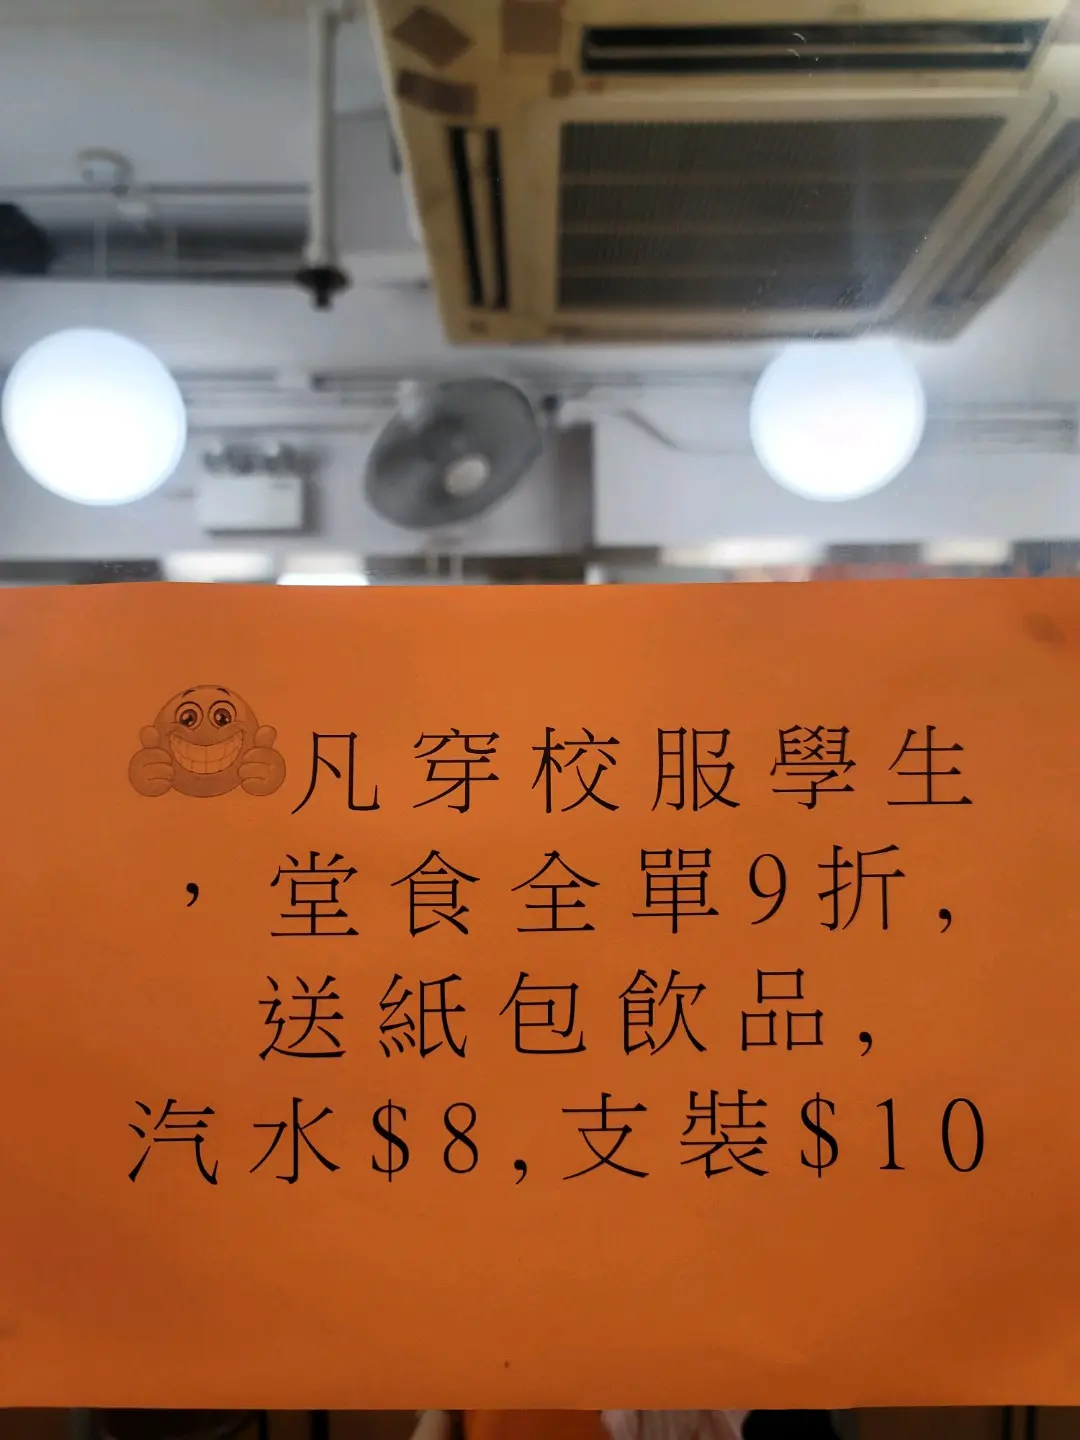 凡穿校服學生
，堂食全單9折,
送紙包飲品,
汽水$8,支裝$10